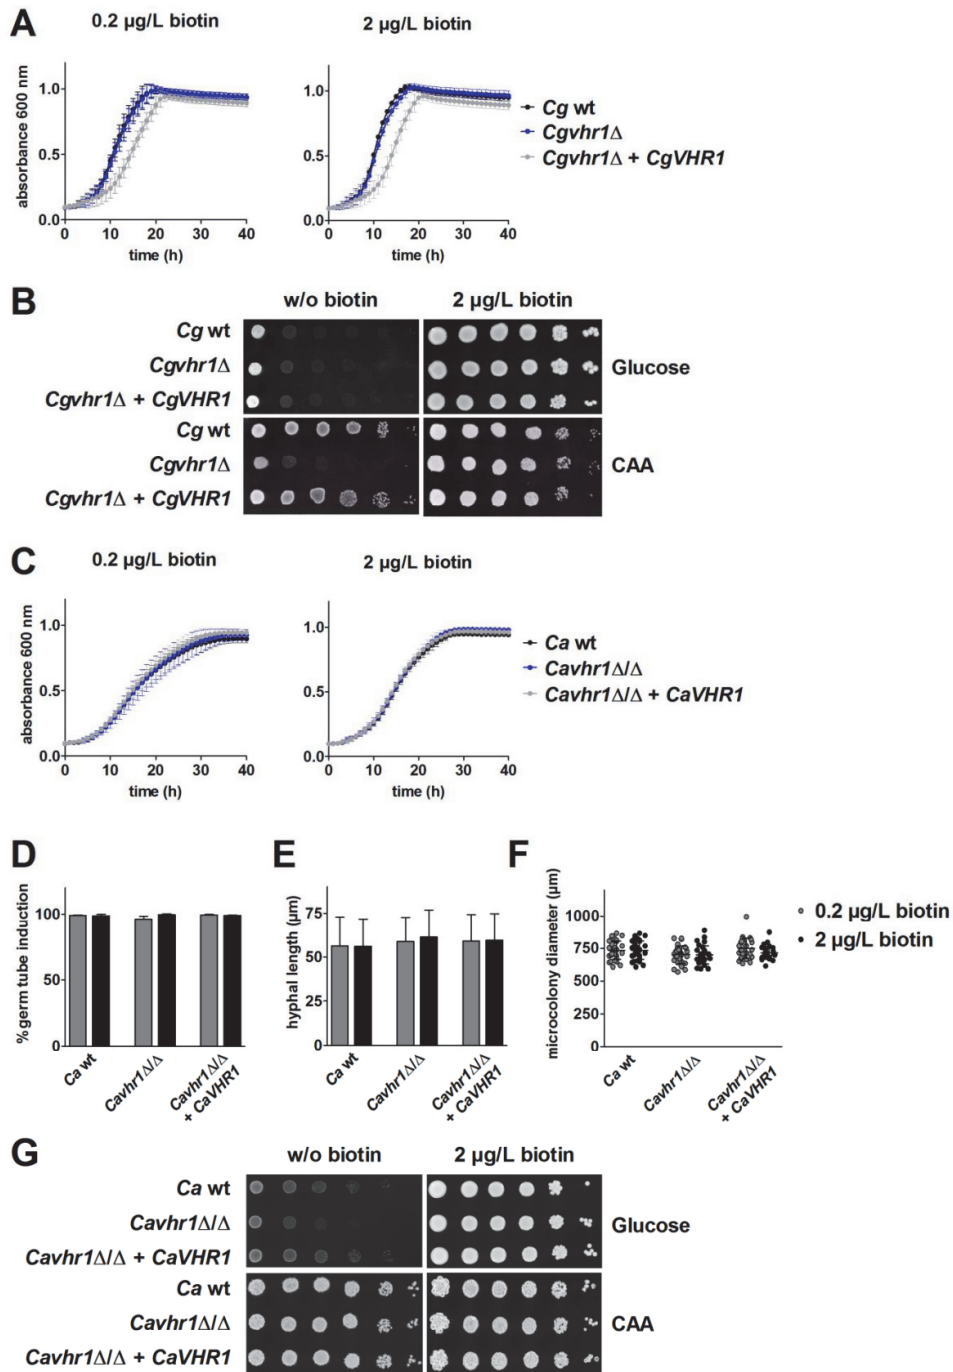 A
0.2 µg/L biotin
2 µg/L biotin
absorbance 600 nm
1.0
0.5
0.0
0 10 20 30 40
time (h)
1.0
0.5
0.0
0 10 20 30 40
time (h)
Cg wt
Cgvhr1Δ
Cgvhr1Δ + CgVHR1
B
w/o biotin
2 µg/L biotin
Cg wt
Cgvhr1Δ
Cgvhr1Δ + CgVHR1
Glucose
Cg wt
Cgvhr1Δ
Cgvhr1Δ + CgVHR1
CAA
C
0.2 µg/L biotin
2 µg/L biotin
absorbance 600 nm
1.0
0.5
0.0
0 10 20 30 40
time (h)
1.0
0.5
0.0
0 10 20 30 40
time (h)
Ca wt
Cavhr1Δ/Δ
Cavhr1Δ/Δ + CaVHR1
D
% germ tube induction
100
50
0
Ca wt
Cavhr1Δ/Δ
Cavhr1Δ/Δ
+ CaVHR1
E
hyphal length (µm)
75
50
25
0
Ca wt
Cavhr1Δ/Δ
Cavhr1Δ/Δ
+ CaVHR1
F
microcolony diameter (µm)
1000
750
500
250
0
Ca wt
Cavhr1Δ/Δ
Cavhr1Δ/Δ
+ CaVHR1
0.2 µg/L biotin
2 µg/L biotin
G
w/o biotin
2 µg/L biotin
Ca wt
Cavhr1Δ/Δ
Cavhr1Δ/Δ + CaVHR1
Glucose
Ca wt
Cavhr1Δ/Δ
Cavhr1Δ/Δ + CaVHR1
CAA